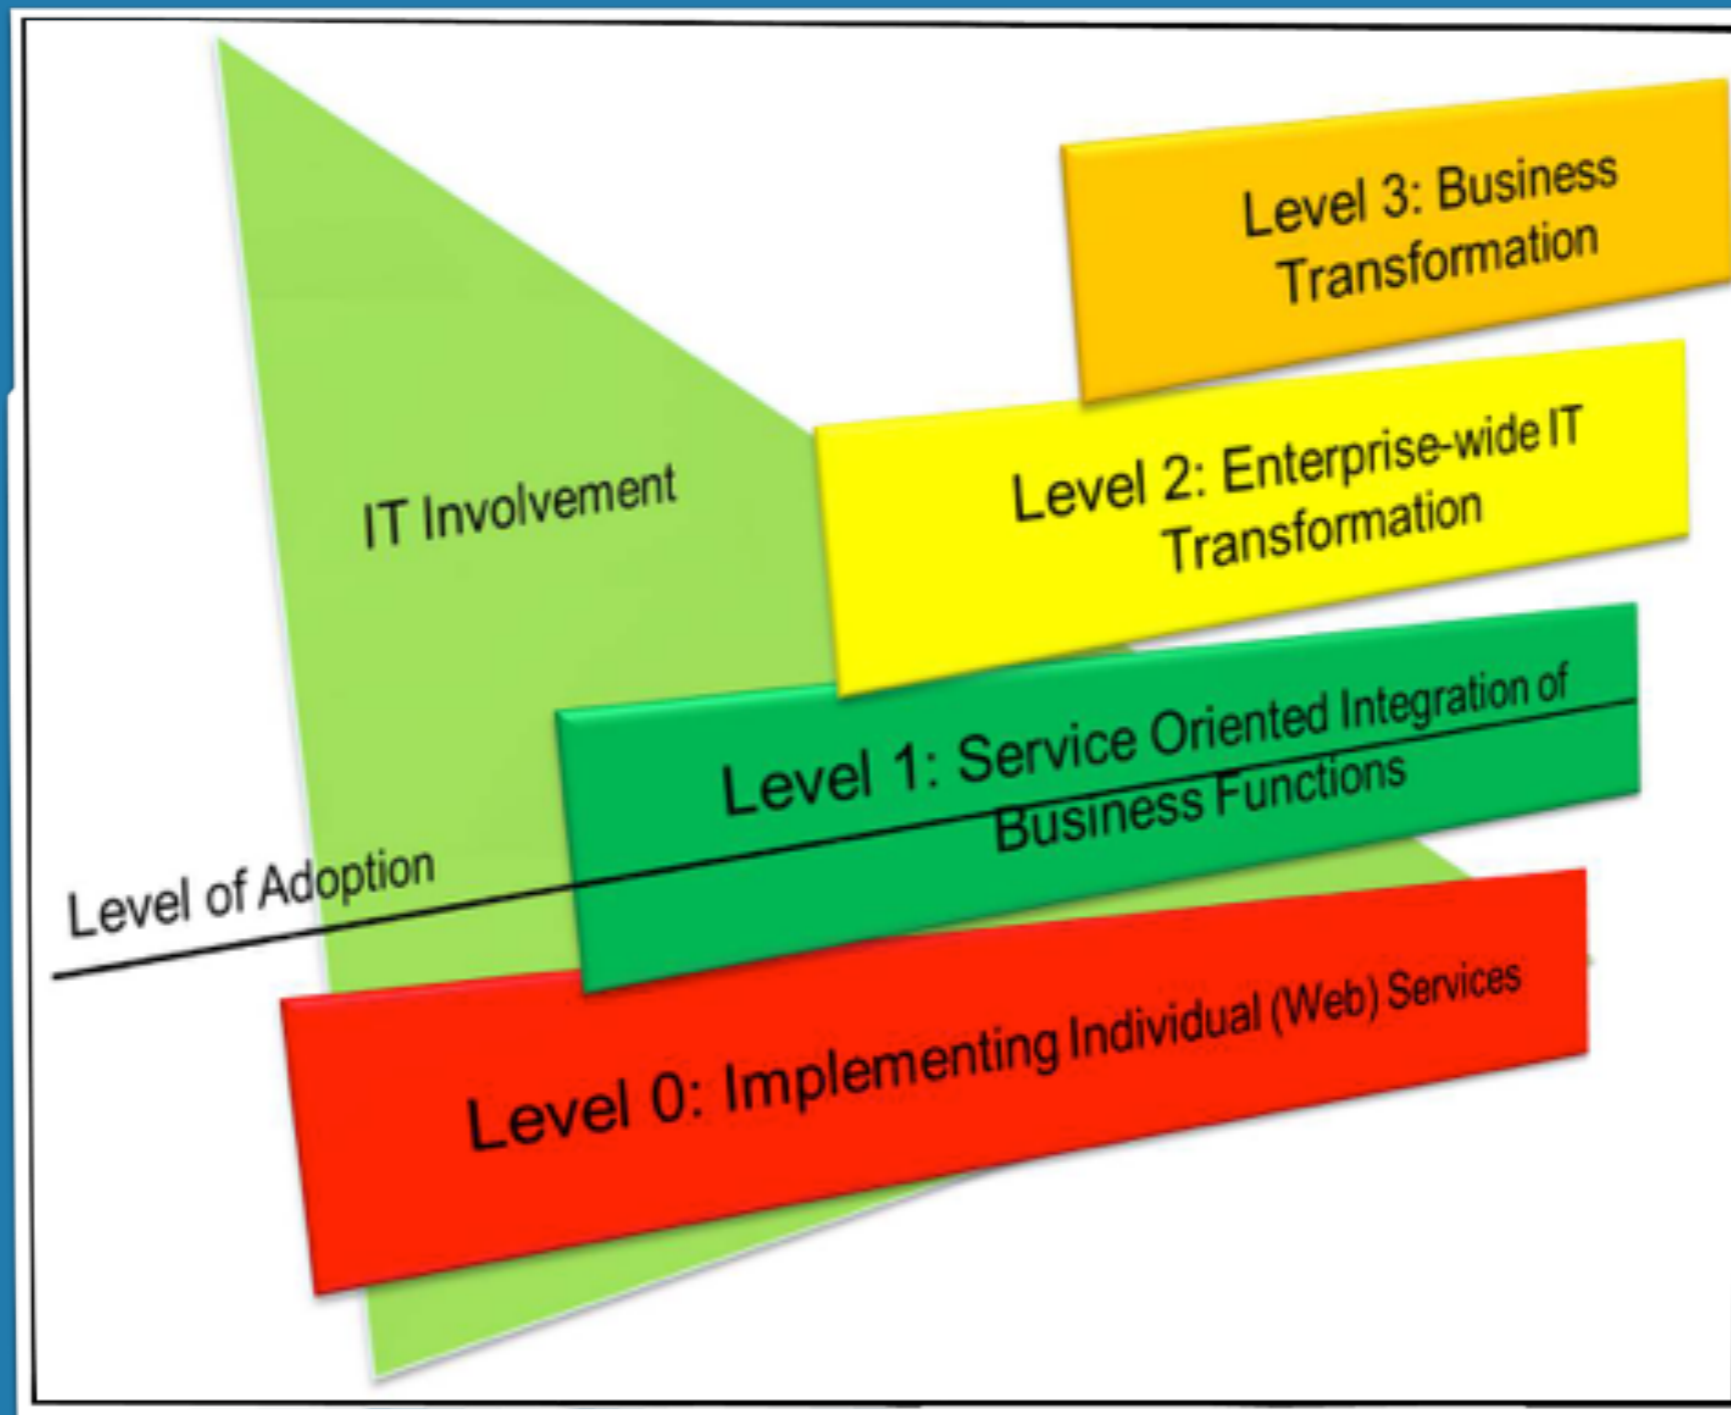 Level 3: Business
Transformation
Level 2: Enterprise-wide IT
Transformation
IT Involvement
Level 1: Service Oriented Integration of
Business Functions
Level of Adoption
Level 0: Implementing Individual (Web) Services